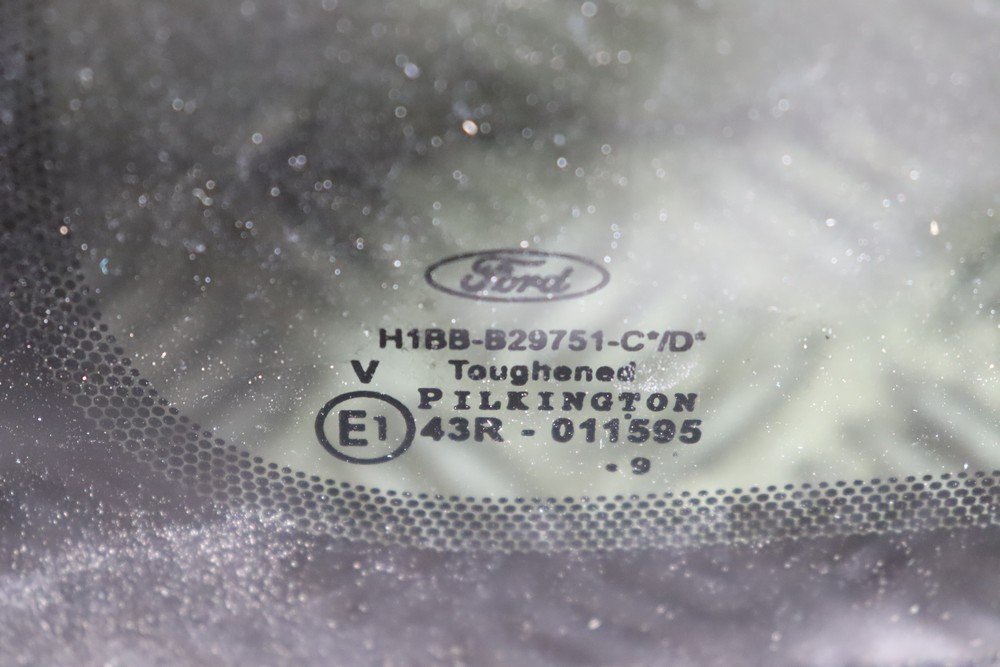 Ford
H1BB-B29751-C*/D*
V Toughened
PILKINGTON
E1 43R - 011595
. 9